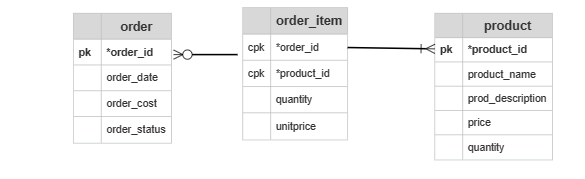 order
pk *order_id
order_date
order_cost
order_status
order_item
cpk *order_id
cpk *product_id
quantity
unitprice
product
pk *product_id
product_name
prod_description
price
quantity